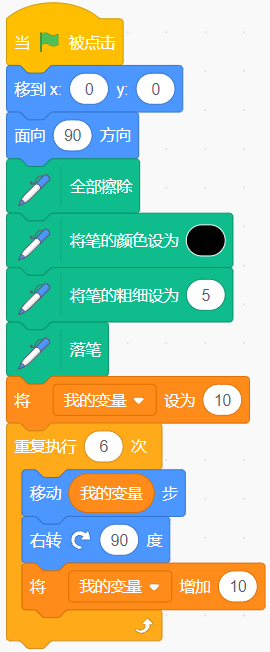 当 被点击
移到 x: 0 y: 0
面向 90 方向
全部擦除
将笔的颜色设为
将笔的粗细设为 5
落笔
将 我的变量 设为 10
重复执行 6 次
移动 我的变量 步
右转 90 度
将 我的变量 增加 10